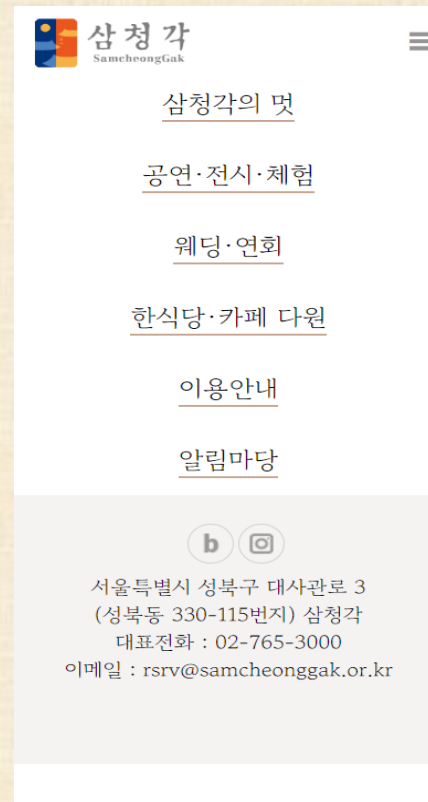 삼청각
SamcheongGak
삼청각의 멋
공연·전시·체험
웨딩·연회
한식당·카페 다원
이용안내
알림마당
b
서울특별시 성북구 대사관로 3
(성북동 330-115번지) 삼청각
대표전화 : 02-765-3000
이메일 : rsrv@samcheonggak.or.kr